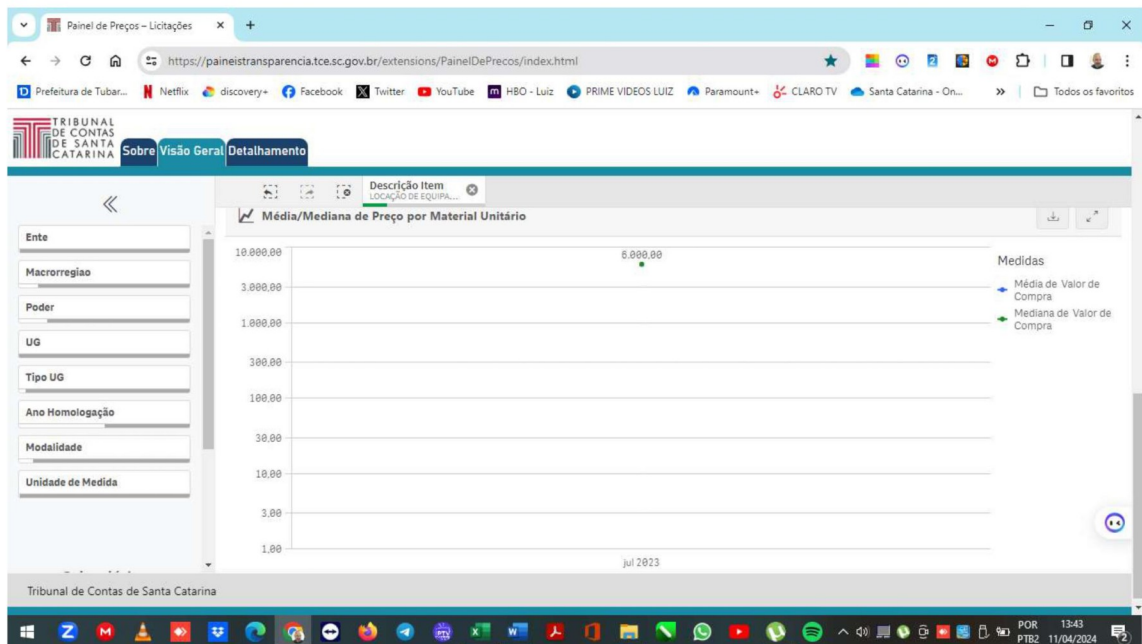 Painel de Preços – Licitações
https://paineistransparencia.tce.sc.gov.br/extensions/PainelDePrecos/index.html
Prefeitura de Tubar... Netflix discovery+ Facebook Twitter YouTube HBO - Luiz PRIME VIDEOS LUIZ Paramount+ CLARO TV Santa Catarina - On... » Todos os favoritos
TRIBUNAL
DE CONTAS
DE SANTA
CATARINA
Sobre Visão Geral Detalhamento
Descrição Item
LOCAÇÃO DE EQUIPA,...
Média/Mediana de Preço por Material Unitário
Ente
Macrorregiao
Poder
UG
Tipo UG
Ano Homologação
Modalidade
Unidade de Medida
10.000,00
3.000,00
1.000,00
300,00
100,00
30,00
10,00
3,00
1,00
6.000,00
jul 2023
Medidas
Média de Valor de
Compra
Mediana de Valor de
Compra
Tribunal de Contas de Santa Catarina
POR
PTB2
13:43
11/04/2024